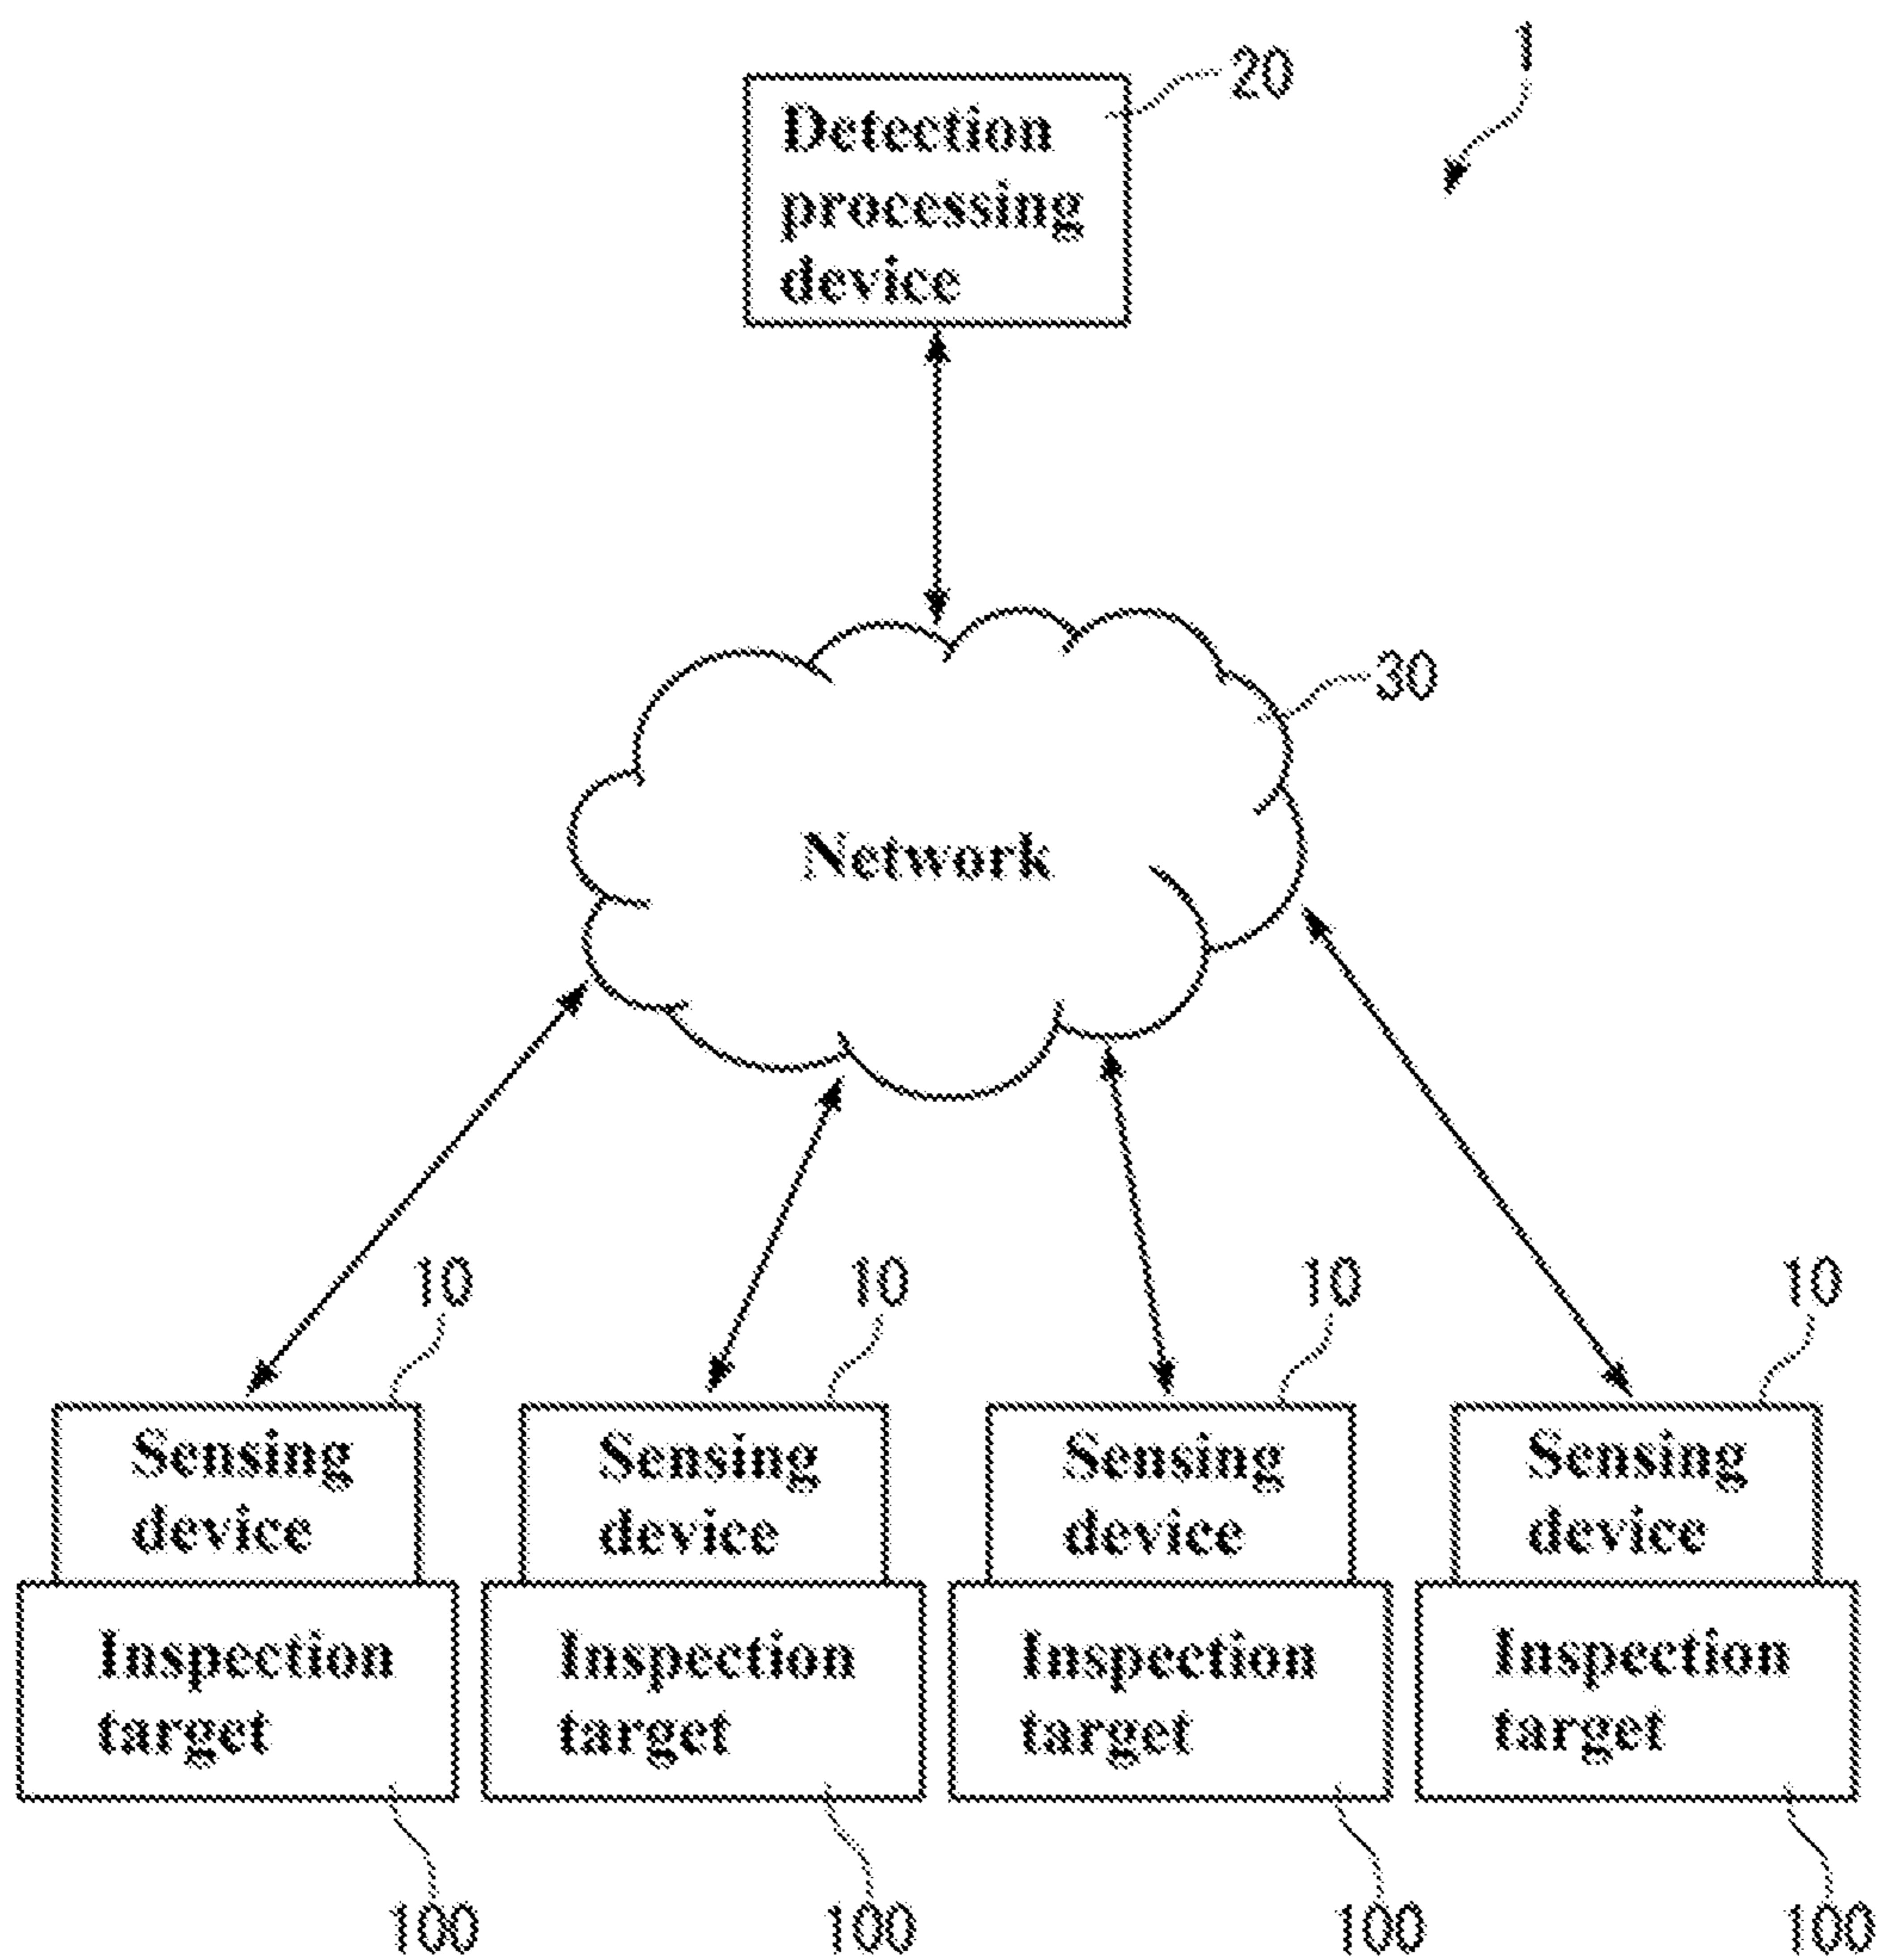 1
20
Detection
processing
device
30
Network
10 10 10 10
Sensing Sensing Sensing Sensing
device device device device
Inspection Inspection Inspection Inspection
target target target target
100 100 100 100